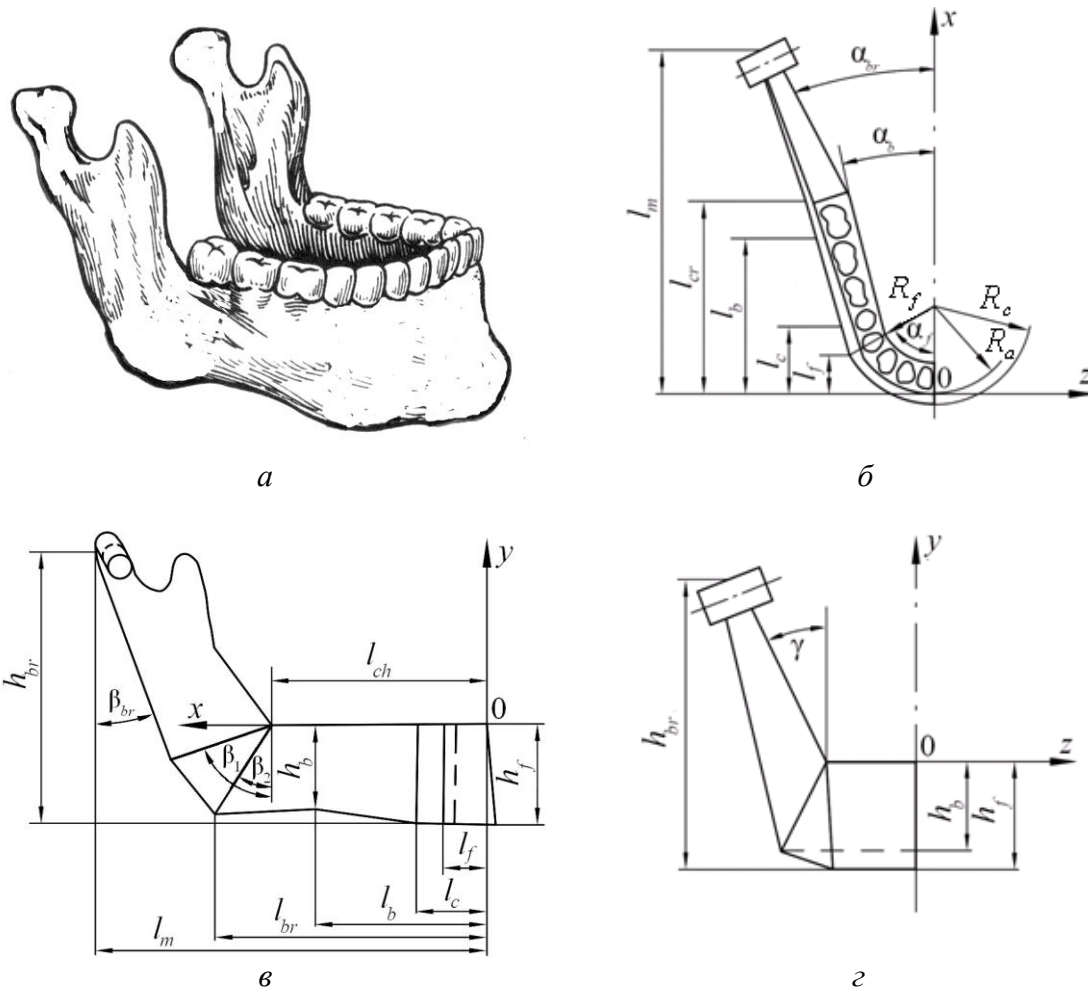 x
α_br
α_b
l_m
l_cr
l_b
R_f
R_c
α_f
R_a
l_c
l_f
0
z
а
б
y
h_br
l_ch
β_br
x
0
β_1
β_2
h_b
h_f
l_f
l_c
l_b
l_br
l_m
y
γ
h_br
0
z
h_b
h_f
в
г